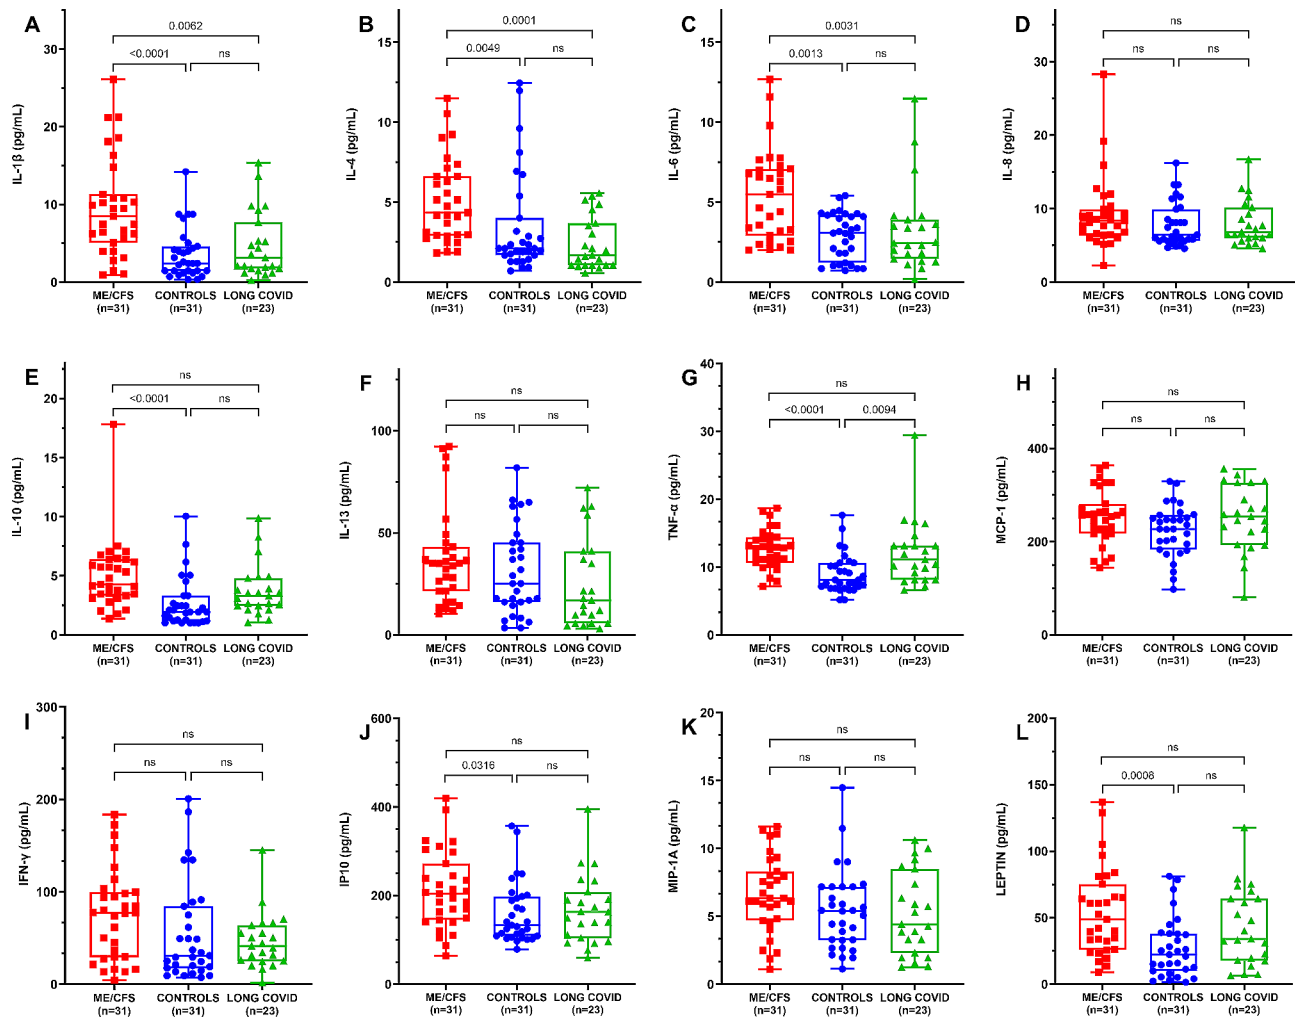 A
0.0062
<0.0001
ns
IL-1β (pg/mL)
30
20
10
0
ME/CFS
(n=31)
CONTROLS
(n=31)
LONG COVID
(n=23)
B
0.0001
0.0049
ns
IL-4 (pg/mL)
15
10
5
0
ME/CFS
(n=31)
CONTROLS
(n=31)
LONG COVID
(n=23)
C
0.0031
0.0013
ns
IL-6 (pg/mL)
15
10
5
0
ME/CFS
(n=31)
CONTROLS
(n=31)
LONG COVID
(n=23)
D
ns
ns
ns
IL-8 (pg/mL)
30
20
10
0
ME/CFS
(n=31)
CONTROLS
(n=31)
LONG COVID
(n=23)
E
ns
<0.0001
ns
IL-10 (pg/mL)
20
15
10
5
0
ME/CFS
(n=31)
CONTROLS
(n=31)
LONG COVID
(n=23)
F
ns
ns
ns
IL-13 (pg/mL)
100
50
0
ME/CFS
(n=31)
CONTROLS
(n=31)
LONG COVID
(n=23)
G
ns
<0.0001
0.0094
TNF-α (pg/mL)
40
30
20
10
0
ME/CFS
(n=31)
CONTROLS
(n=31)
LONG COVID
(n=23)
H
ns
ns
ns
MCP-1 (pg/mL)
400
200
0
ME/CFS
(n=31)
CONTROLS
(n=31)
LONG COVID
(n=23)
I
ns
ns
ns
IFN-γ (pg/mL)
300
200
100
0
ME/CFS
(n=31)
CONTROLS
(n=31)
LONG COVID
(n=23)
J
ns
0.0316
ns
IP10 (pg/mL)
600
400
200
0
ME/CFS
(n=31)
CONTROLS
(n=31)
LONG COVID
(n=23)
K
ns
ns
ns
MIP-1A (pg/mL)
20
15
10
5
0
ME/CFS
(n=31)
CONTROLS
(n=31)
LONG COVID
(n=23)
L
ns
0.0008
ns
LEPTIN (pg/mL)
200
150
100
50
0
ME/CFS
(n=31)
CONTROLS
(n=31)
LONG COVID
(n=23)